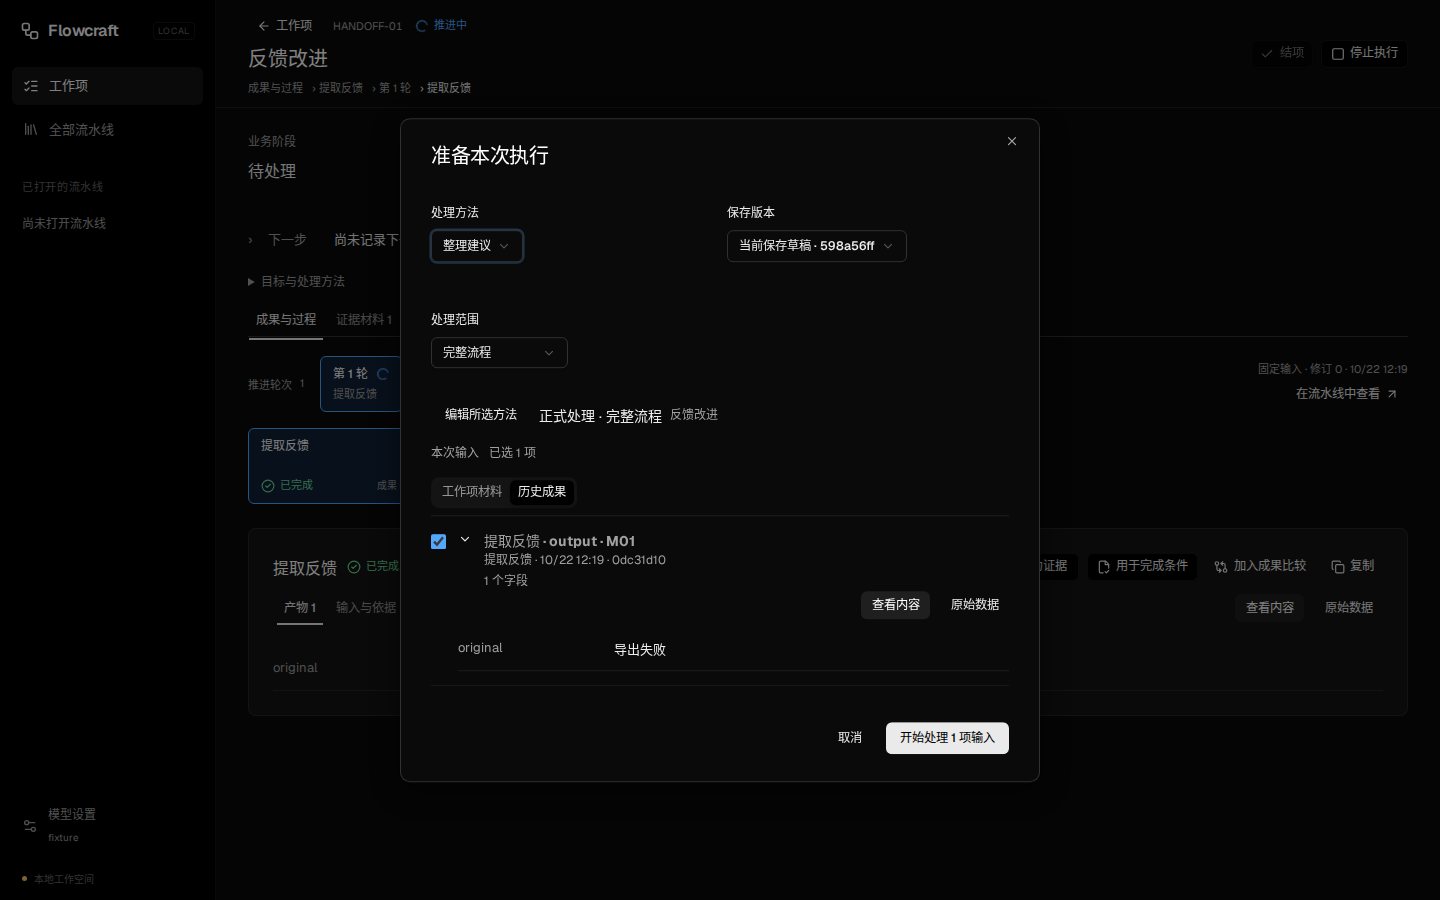 Flowcraft
LOCAL
工作项
全部流水线
已打开的流水线
尚未打开流水线
模型设置
fixture
本地工作空间
工作项
HANDOFF-01
推进中
反馈改进
成果与过程 › 提取反馈 › 第 1 轮 › 提取反馈
结项
停止执行
业务阶段
待处理
› 下一步
尚未记录下
目标与处理方法
成果与过程
证据材料 1
推进轮次 1
第 1 轮
提取反馈
固定输入 · 修订 0 · 10/22 12:19
在流水线中查看
提取反馈
已完成
成果
提取反馈
已完成
证据
用于完成条件
加入成果比较
复制
产物 1
输入与依据
查看内容
原始数据
original
准备本次执行
处理方法
保存版本
整理建议
当前保存草稿 · 598a56ff
处理范围
完整流程
编辑所选方法
正式处理 · 完整流程 反馈改进
本次输入 已选 1 项
工作项材料
历史成果
提取反馈 · output · M01
提取反馈 · 10/22 12:19 · 0dc31d10
1 个字段
查看内容
原始数据
original
导出失败
取消
开始处理 1 项输入